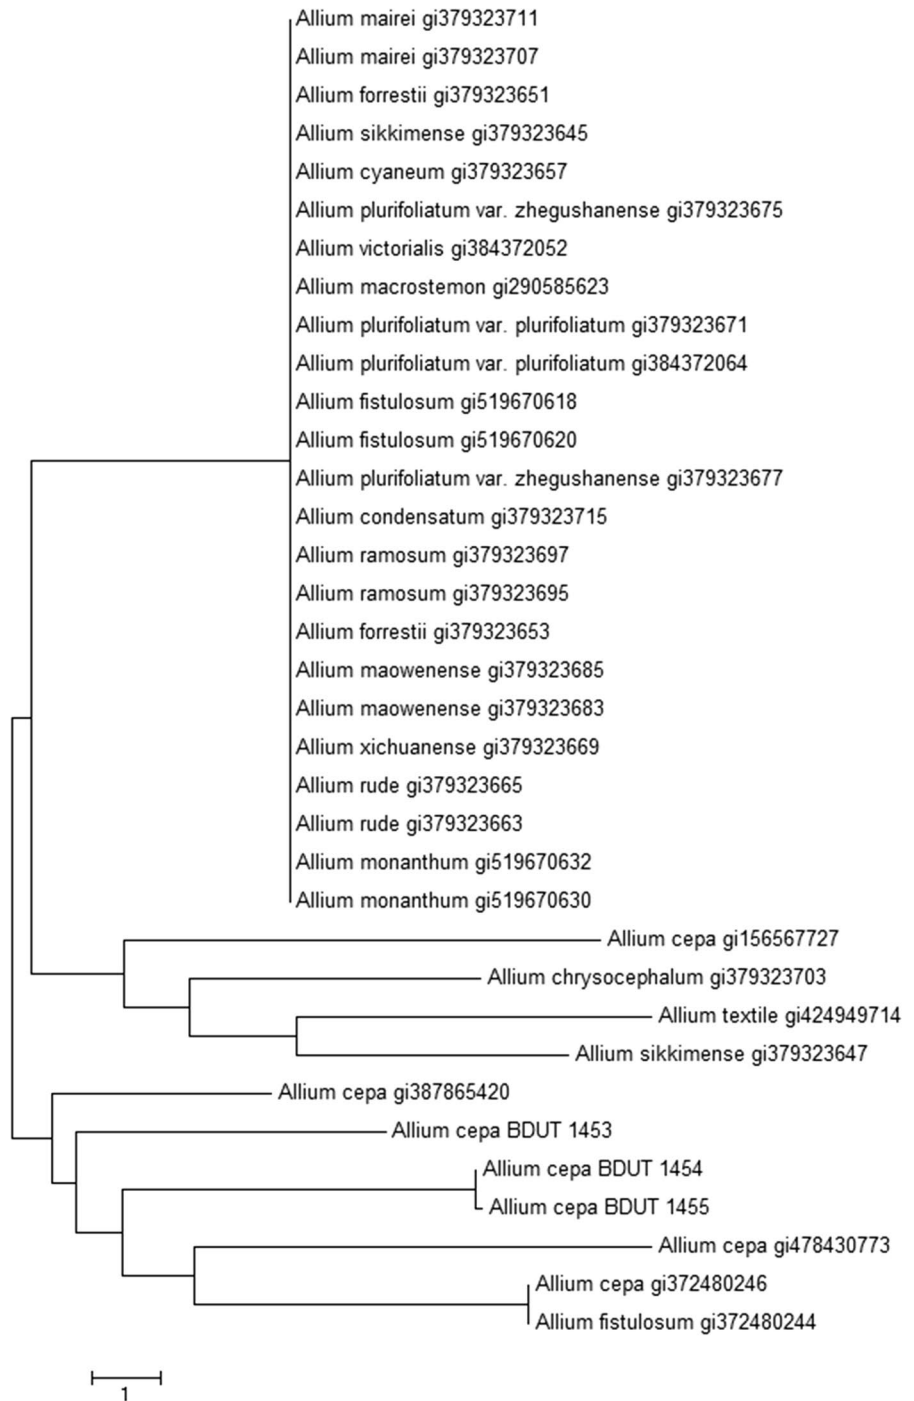 Allium mairei gi379323711
Allium mairei gi379323707
Allium forrestii gi379323651
Allium sikkimense gi379323645
Allium cyaneum gi379323657
Allium plurifoliatum var. zhegushanense gi379323675
Allium victorialis gi384372052
Allium macrostemon gi290585623
Allium plurifoliatum var. plurifoliatum gi379323671
Allium plurifoliatum var. plurifoliatum gi384372064
Allium fistulosum gi519670618
Allium fistulosum gi519670620
Allium plurifoliatum var. zhegushanense gi379323677
Allium condensatum gi379323715
Allium ramosum gi379323697
Allium ramosum gi379323695
Allium forrestii gi379323653
Allium maowenense gi379323685
Allium maowenense gi379323683
Allium xichuanense gi379323669
Allium rude gi379323665
Allium rude gi379323663
Allium monanthum gi519670632
Allium monanthum gi519670630
Allium cepa gi156567727
Allium chrysocephalum gi379323703
Allium textile gi424949714
Allium sikkimense gi379323647
Allium cepa gi387865420
Allium cepa BDUT 1453
Allium cepa BDUT 1454
Allium cepa BDUT 1455
Allium cepa gi478430773
Allium cepa gi372480246
Allium fistulosum gi372480244
1